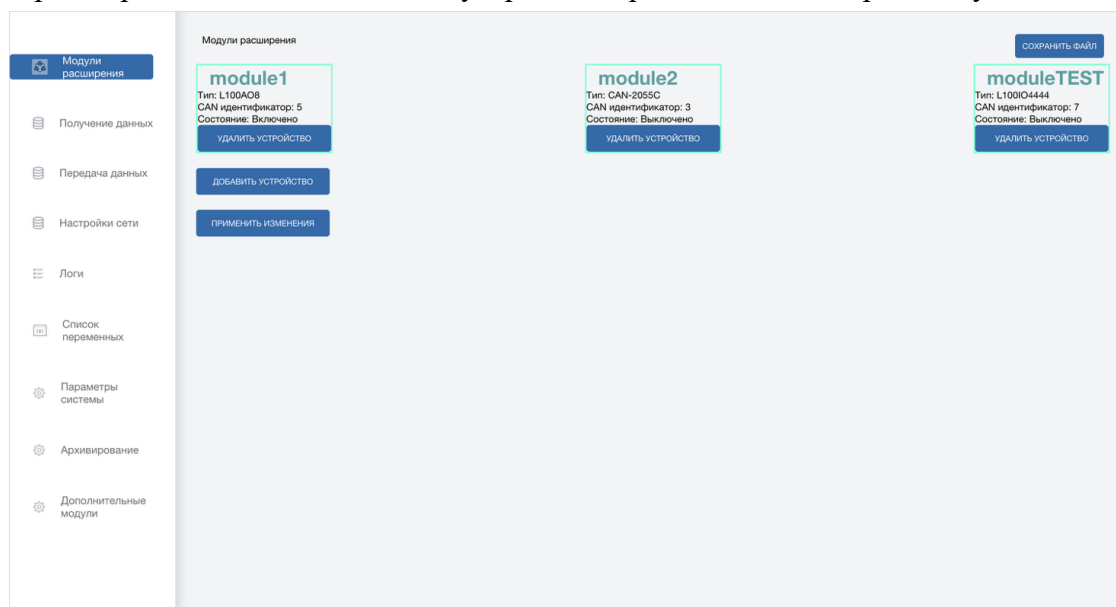 Модули расширения
СОХРАНИТЬ ФАЙЛ
Модули
расширения
Получение данных
Передача данных
Настройки сети
Логи
Список
переменных
Параметры
системы
Архивирование
Дополнительные
модули
module1
Тип: L100AO8
CAN идентификатор: 5
Состояние: Включено
УДАЛИТЬ УСТРОЙСТВО
module2
Тип: CAN-2055C
CAN идентификатор: 3
Состояние: Выключено
УДАЛИТЬ УСТРОЙСТВО
moduleTEST
Тип: L100IO4444
CAN идентификатор: 7
Состояние: Выключено
УДАЛИТЬ УСТРОЙСТВО
ДОБАВИТЬ УСТРОЙСТВО
ПРИМЕНИТЬ ИЗМЕНЕНИЯ